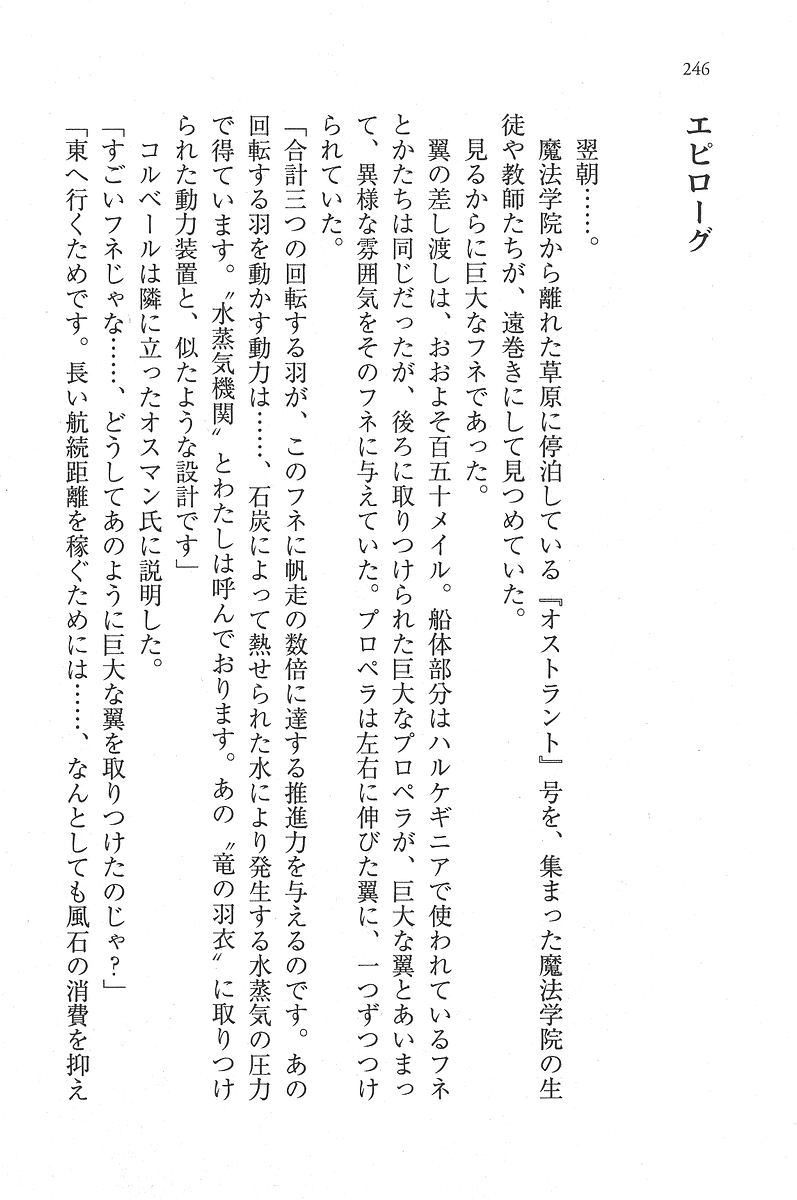 246
エピローグ
翌朝……。
魔法学院から離れた草原に停泊している『オストラント』号を、集まった魔法学院の生
徒や教師たちが、遠巻きにして見つめていた。
見るからに巨大なフネであった。
翼の差し渡しは、おおよそ百五十メイル。船体部分はハルケギニアで使われているフネ
とかたちは同じだったが、後ろに取りつけられた巨大なプロペラが、巨大な翼とあいまっ
て、異様な雰囲気をそのフネに与えていた。プロペラは左右に伸びた翼に、一つずつつけ
られていた。
「合計三つの回転する羽が、このフネに帆走の数倍に達する推進力を与えるのです。あの
回転する羽を動かす動力は……、石炭によって熱せられた水により発生する水蒸気の圧力
で得ています。〝水蒸気機関〟とわたしは呼んでおります。あの〝竜の羽衣〟に取りつけ
られた動力装置と、似たような設計です」
コルベールは隣に立ったオスマン氏に説明した。
「すごいフネじゃな……、どうしてあのように巨大な翼を取りつけたのじゃ？」
「東へ行くためです。長い航続距離を稼ぐためには……、なんとしても風石の消費を抑え